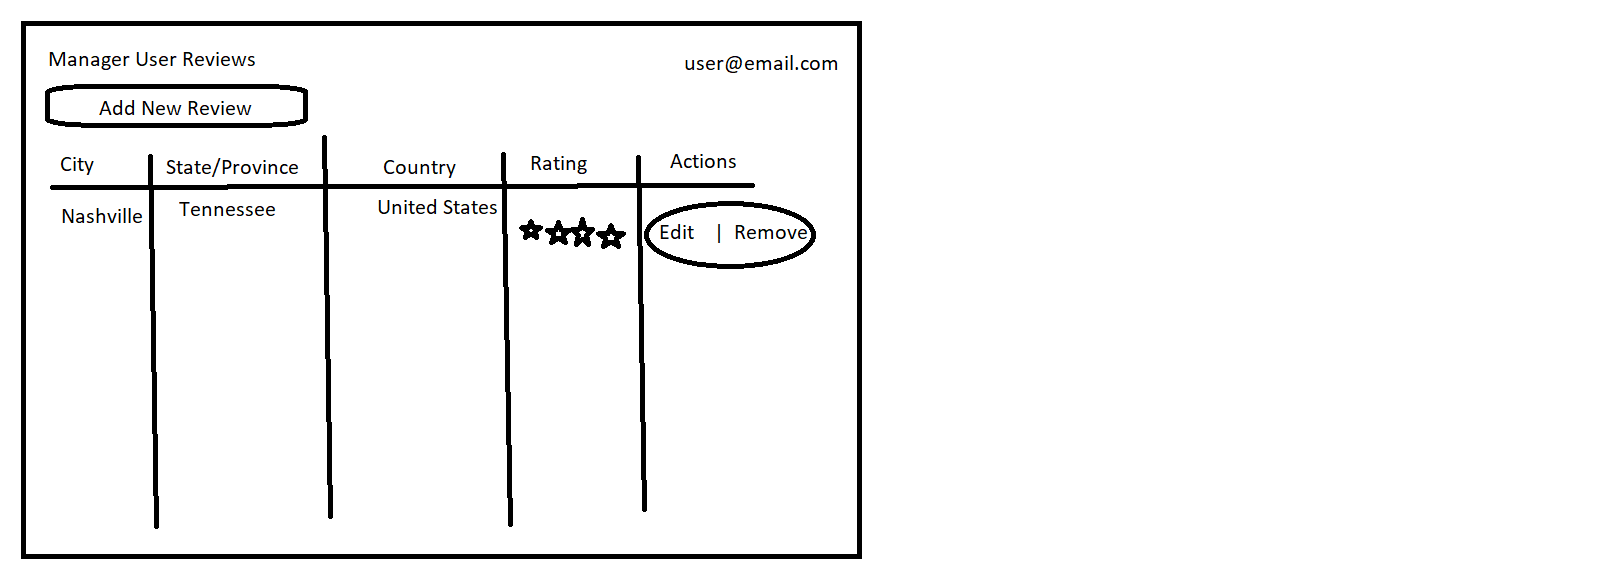 Manager User Reviews
user@email.com
Add New Review
City State/Province Country Rating Actions
Nashville Tennessee United States Edit | Remove